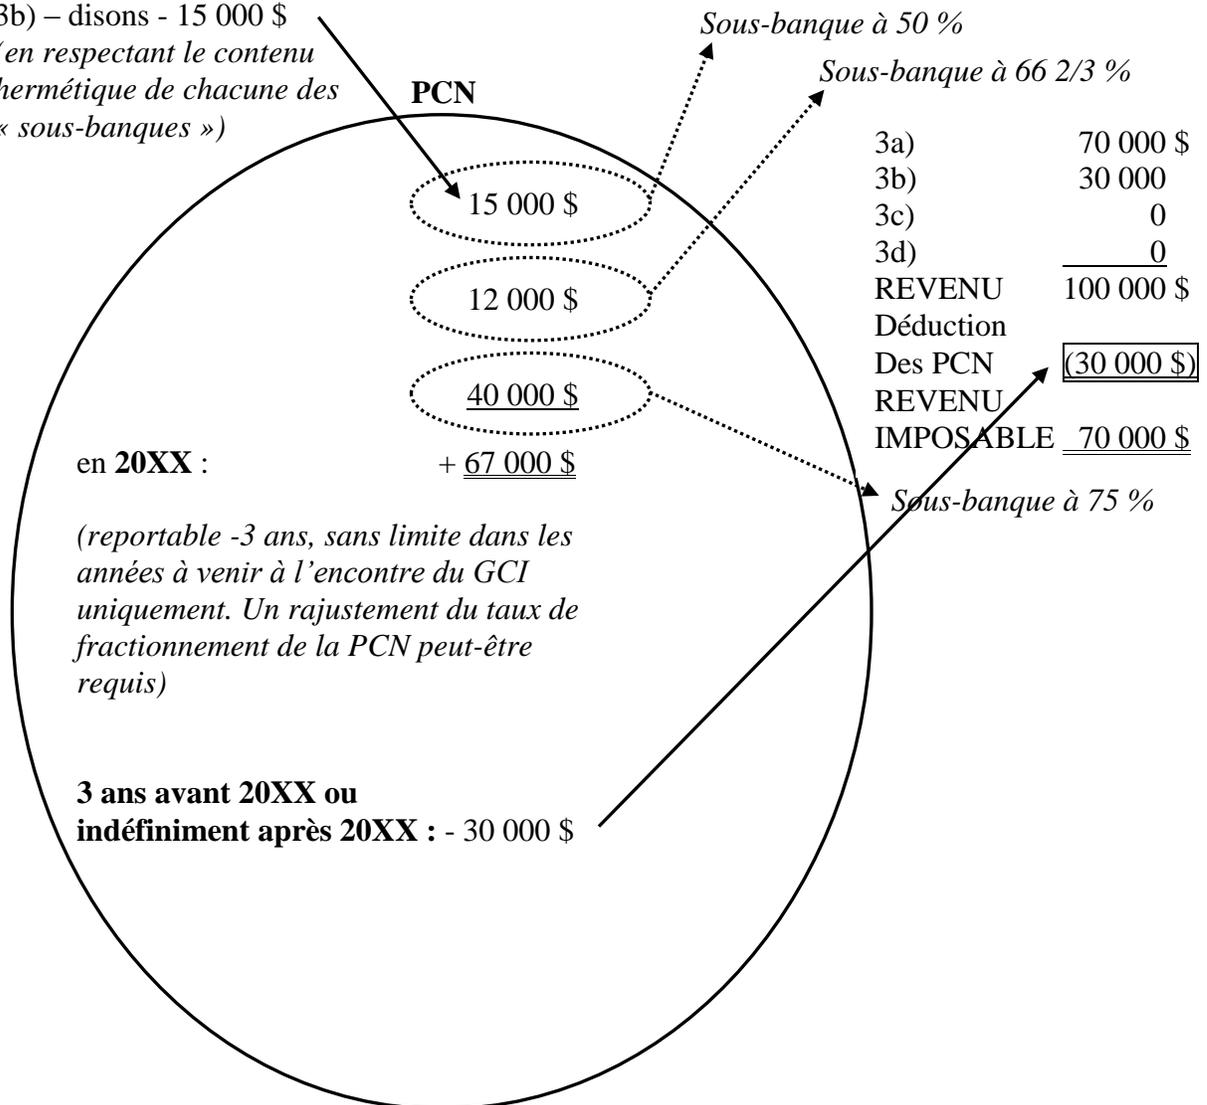 3b) – disons - 15 000 $
(en respectant le contenu
hermétique de chacune des
« sous-banques »)
PCN
Sous-banque à 50 %
Sous-banque à 66 2/3 %
15 000 $
12 000 $
40 000 $
en 20XX : + 67 000 $
3a) 70 000 $
3b) 30 000
3c) 0
3d) 0
REVENU 100 000 $
Déduction
Des PCN (30 000 $)
REVENU
IMPOSABLE 70 000 $
Sous-banque à 75 %
(reportable -3 ans, sans limite dans les
années à venir à l’encontre du GCI
uniquement. Un rajustement du taux de
fractionnement de la PCN peut-être
requis)
3 ans avant 20XX ou
indéfiniment après 20XX : - 30 000 $